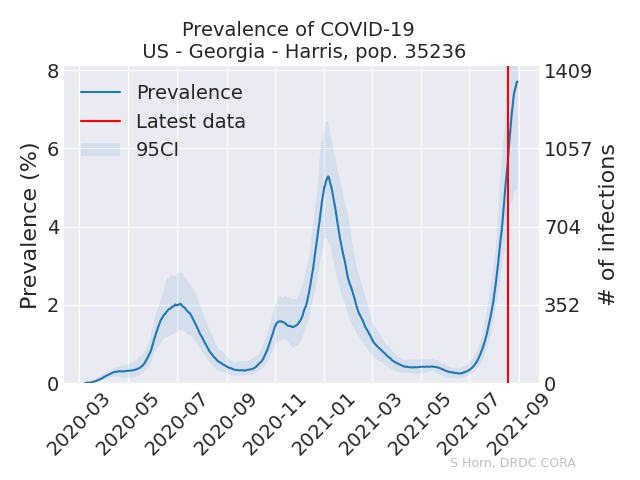 Prevalence of COVID-19
US - Georgia - Harris, pop. 35236
Prevalence
Latest data
95CI
Prevalence (%)
8
6
4
2
0
1409
1057
704
352
0
# of infections
2020-03
2020-05
2020-07
2020-09
2020-11
2021-01
2021-03
2021-05
2021-07
2021-09
S Horn, DRDC CORA